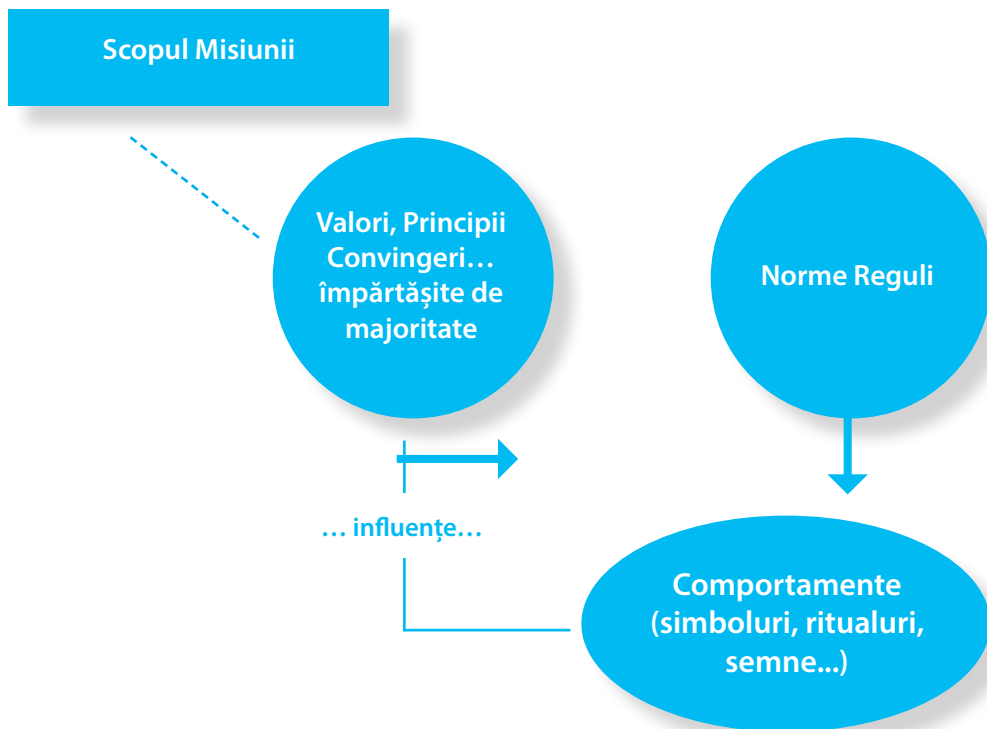 Scopul Misiunii
Valori, Principii
Convingeri…
împărtășite de
majoritate
Norme Reguli
… influențe…
Comportamente
(simboluri, ritualuri,
semne...)